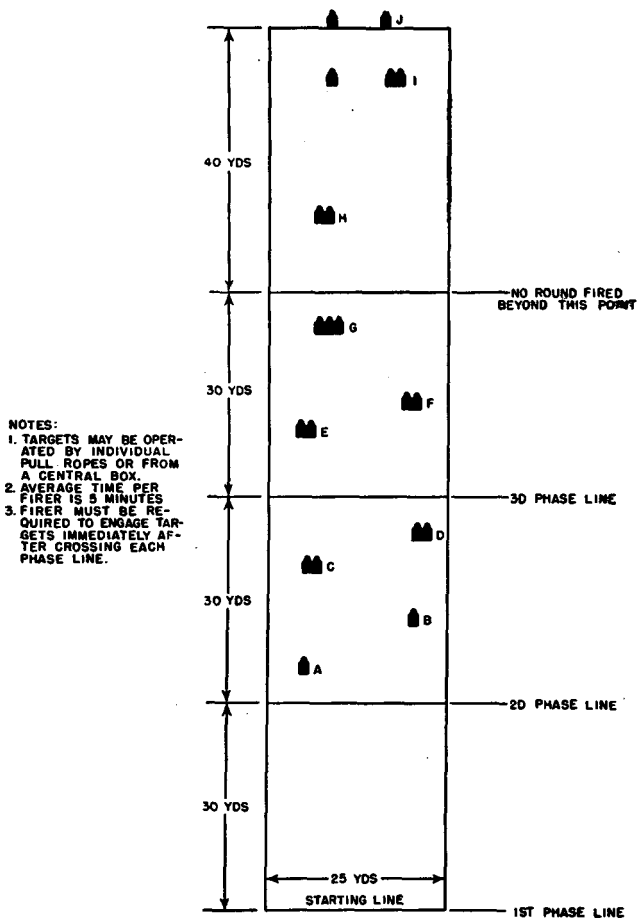 J
I
40 YDS
H
NO ROUND FIRED
BEYOND THIS POINT
G
30 YDS
F
E
NOTES:
1. TARGETS MAY BE OPER-
ATED BY INDIVIDUAL
PULL ROPES OR FROM
A CENTRAL BOX.
2. AVERAGE TIME PER
FIRER IS 5 MINUTES
3. FIRER MUST BE RE-
QUIRED TO ENGAGE TAR-
GETS IMMEDIATELY AF-
TER CROSSING EACH
PHASE LINE.
3D PHASE LINE
D
C
30 YDS
B
A
2D PHASE LINE
30 YDS
25 YDS
STARTING LINE
1ST PHASE LINE